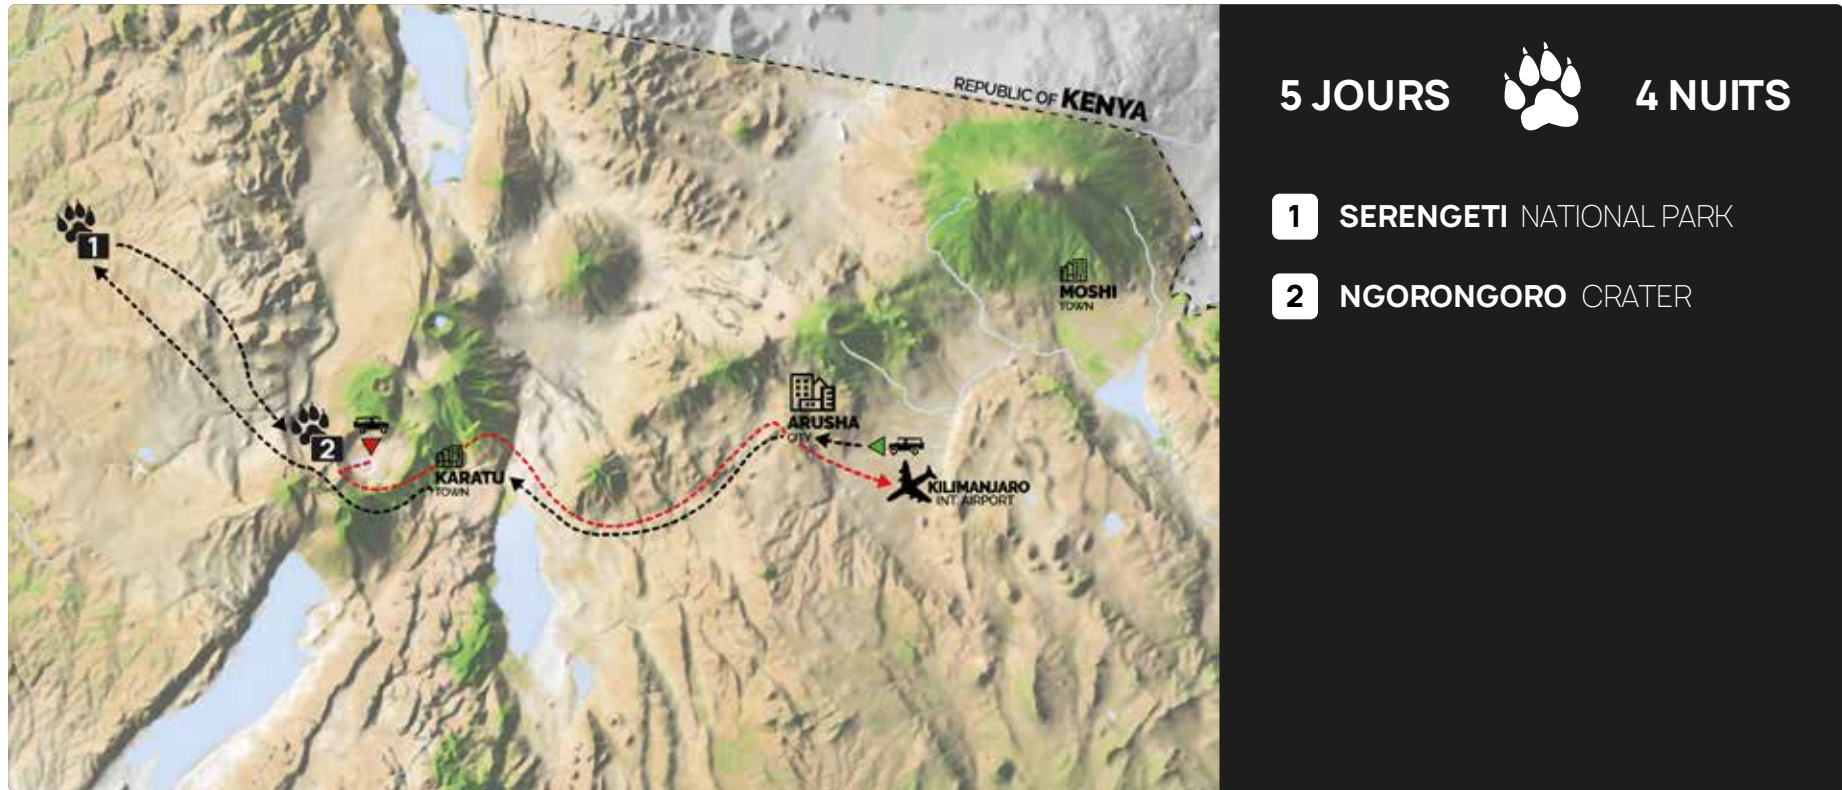 REPUBLIC OF KENYA
1
MOSHI
TOWN
ARUSHA
CITY
2
KARATU
TOWN
KILIMANJARO
INT. AIRPORT
5 JOURS 4 NUITS
1 SERENGETI NATIONAL PARK
2 NGORONGORO CRATER